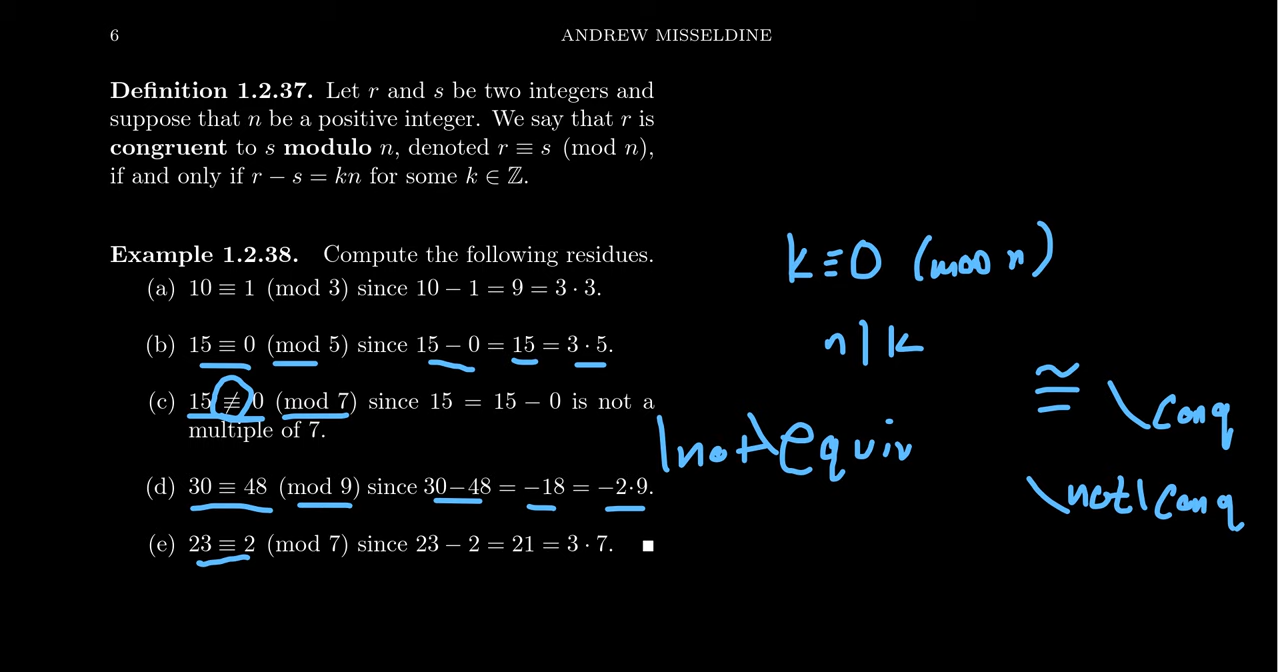 6 ANDREW MISSELDINE
Definition 1.2.37. Let r and s be two integers and
suppose that n be a positive integer. We say that r is
congruent to s modulo n, denoted r ≡ s (mod n),
if and only if r − s = kn for some k ∈ ℤ.
Example 1.2.38. Compute the following residues.
(a) 10 ≡ 1 (mod 3) since 10 − 1 = 9 = 3 · 3.
(b) 15 ≡ 0 (mod 5) since 15 − 0 = 15 = 3 · 5.
(c) 15 ≢ 0 (mod 7) since 15 = 15 − 0 is not a
multiple of 7.
(d) 30 ≡ 48 (mod 9) since 30−48 = −18 = −2·9.
(e) 23 ≡ 2 (mod 7) since 23 − 2 = 21 = 3 · 7. ■
k ≡ 0 (mod n)
n | k
≅ \conq
\not\equiv
\not\conq